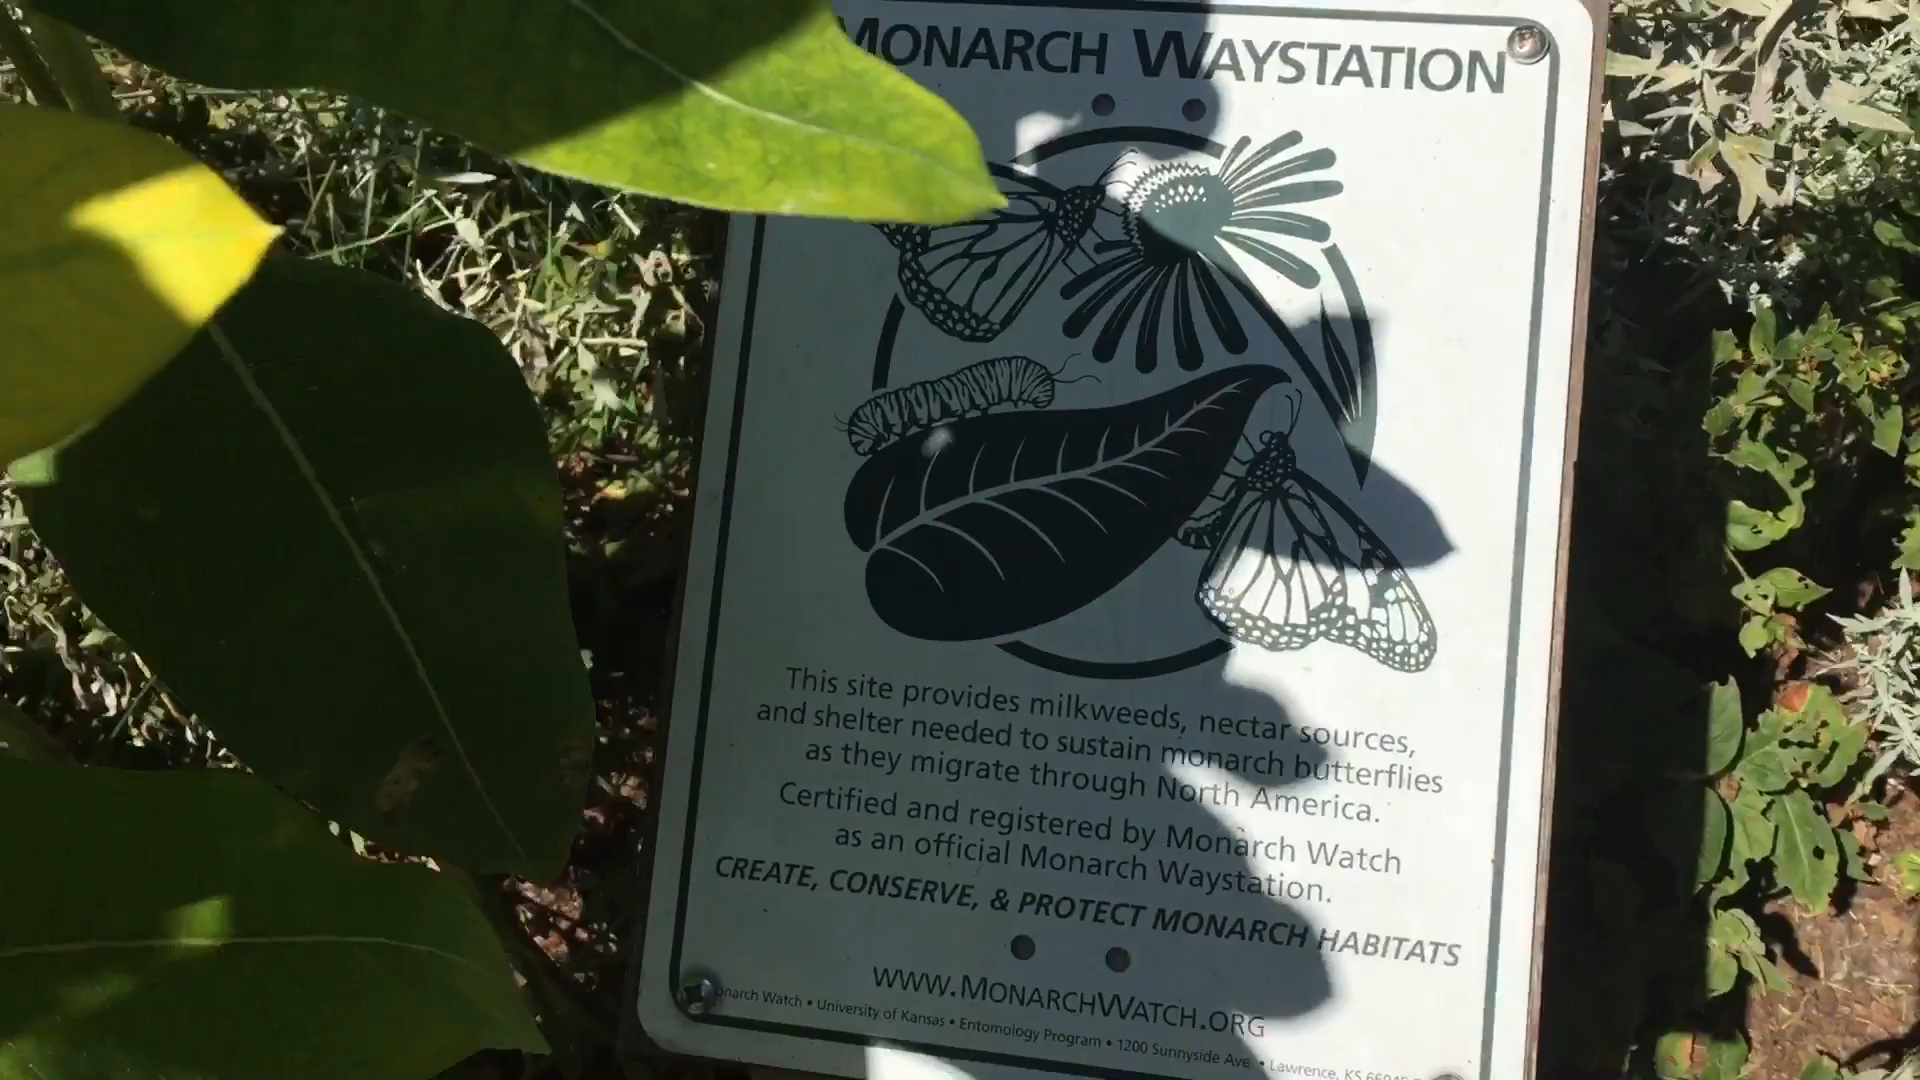 MONARCH WAYSTATION
This site provides milkweeds, nectar sources,
and shelter needed to sustain monarch butterflies
as they migrate through North America.
Certified and registered by Monarch Watch
as an official Monarch Waystation.
CREATE, CONSERVE, & PROTECT MONARCH HABITATS
WWW.MONARCHWATCH.ORG
Watch • University of Kansas • Entomology Program • 1200 Sunnyside Ave • Lawrence, KS